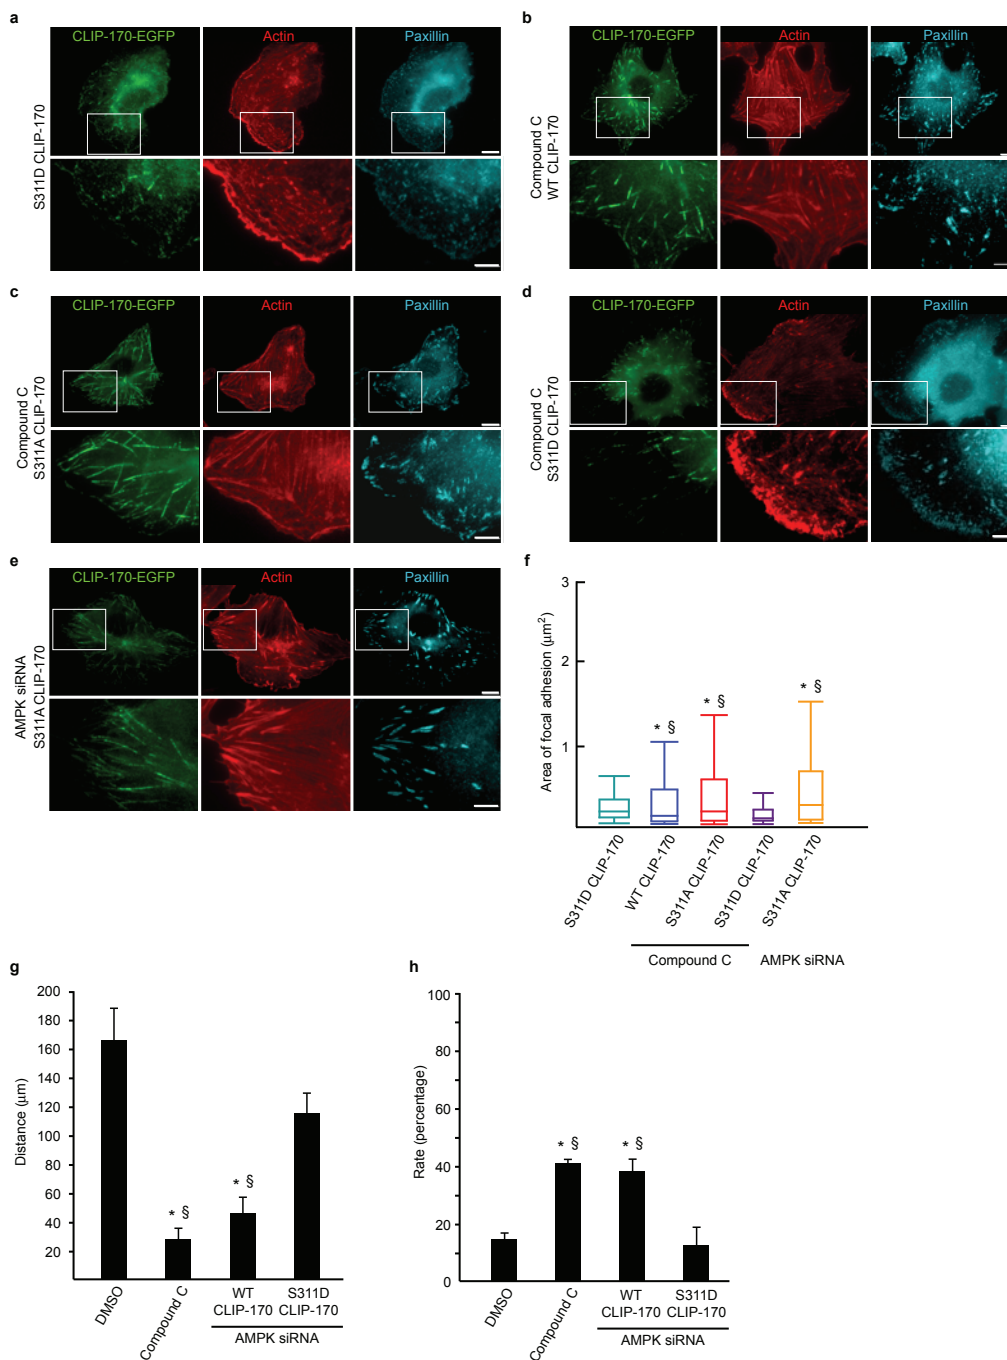 a
CLIP-170-EGFP
Actin
Paxillin
S311D CLIP-170
b
CLIP-170-EGFP
Actin
Paxillin
Compound C
WT CLIP-170
c
CLIP-170-EGFP
Actin
Paxillin
Compound C
S311A CLIP-170
d
CLIP-170-EGFP
Actin
Paxillin
Compound C
S311D CLIP-170
e
CLIP-170-EGFP
Actin
Paxillin
AMPK siRNA
S311A CLIP-170
f
Area of focal adhesion (μm²)
3
2
1
0
* §
* §
* §
S311D CLIP-170
WT CLIP-170
S311A CLIP-170
S311D CLIP-170
S311A CLIP-170
Compound C
AMPK siRNA
g
Distance (μm)
200
180
160
140
120
100
80
60
40
20
* §
* §
DMSO
Compound C
WT
CLIP-170
S311D
CLIP-170
AMPK siRNA
h
Rate (percentage)
100
80
60
40
20
0
* §
* §
DMSO
Compound C
WT
CLIP-170
S311D
CLIP-170
AMPK siRNA